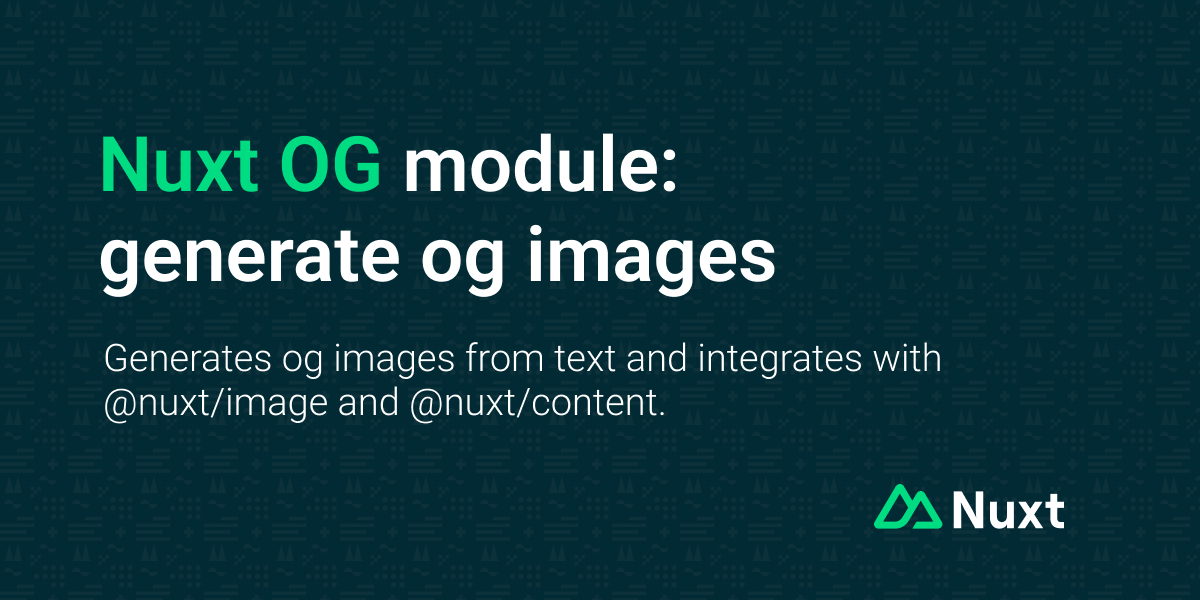 Nuxt OG module:
generate og images
Generates og images from text and integrates with
@nuxt/image and @nuxt/content.
Nuxt